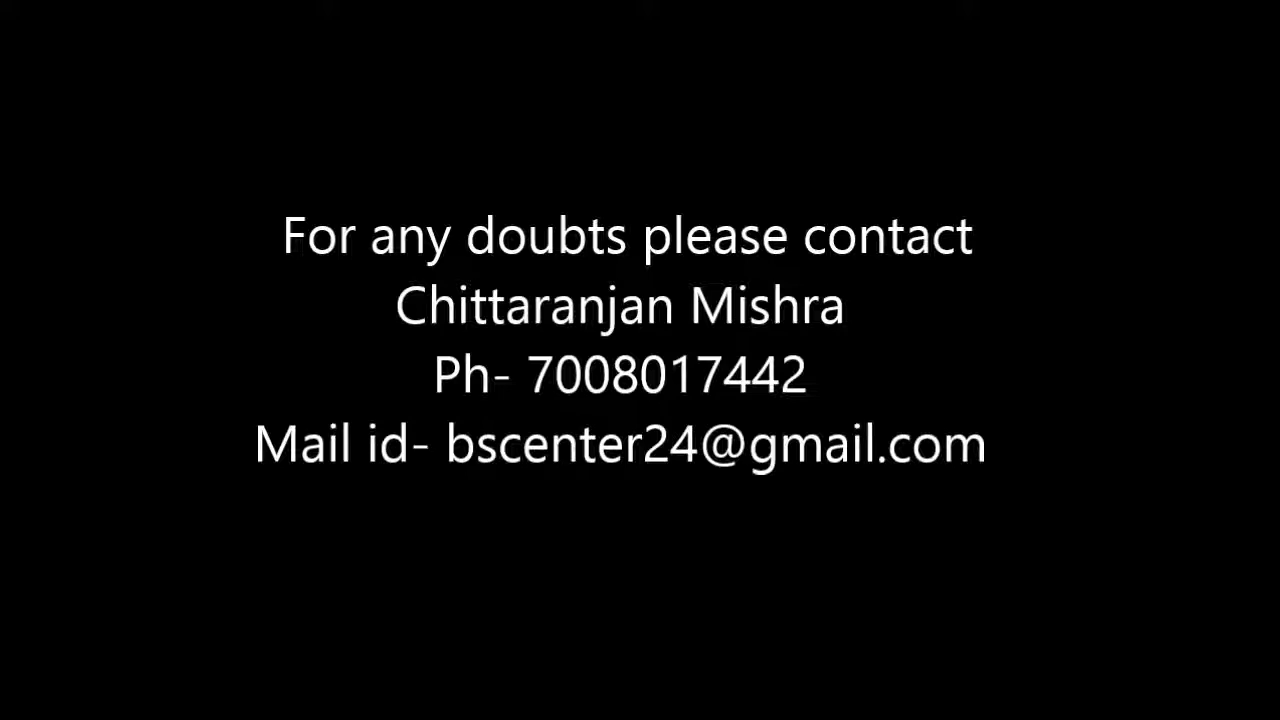 For any doubts please contact
Chittaranjan Mishra
Ph- 7008017442
Mail id- bscenter24@gmail.com